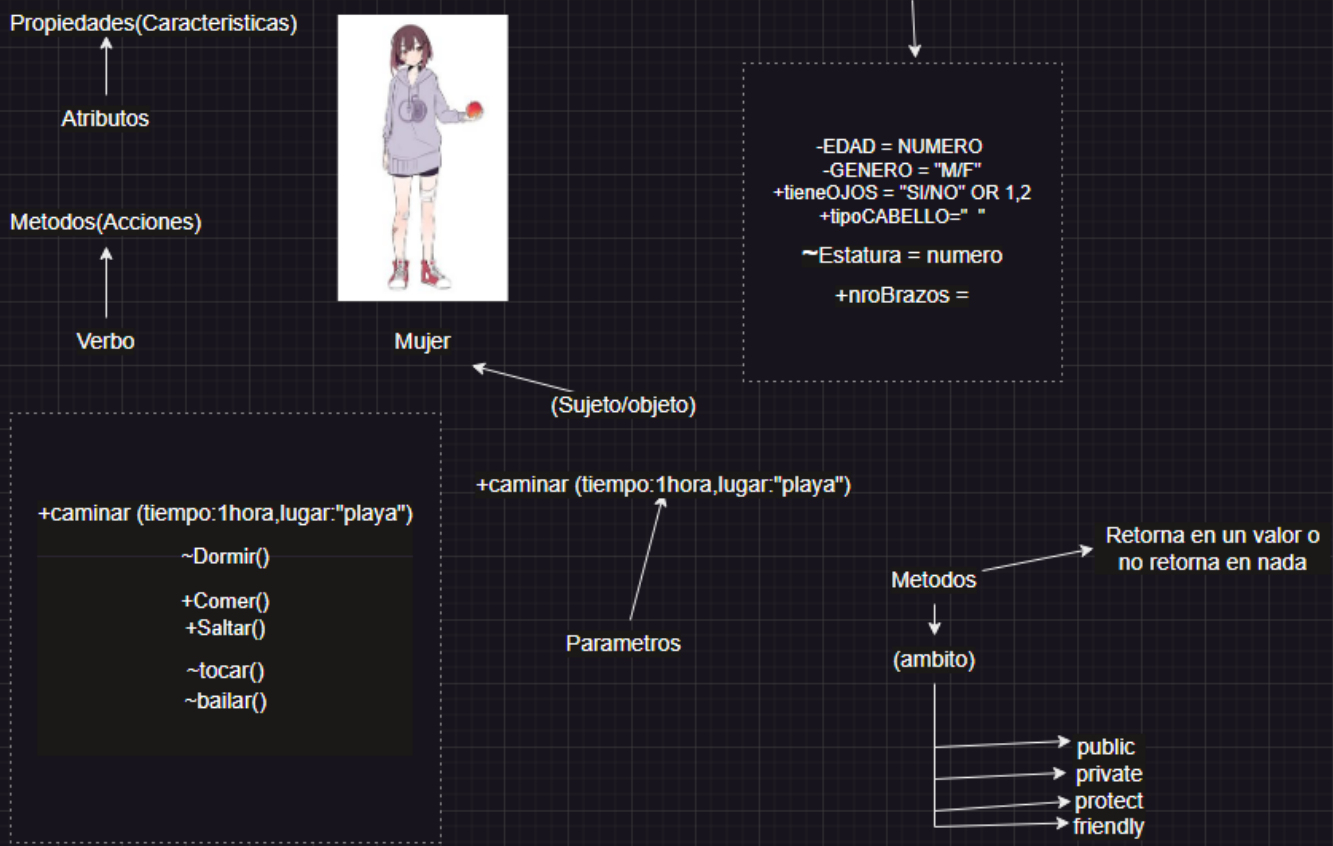 Propiedades(Caracteristicas)
Atributos
Metodos(Acciones)
Verbo
Mujer
(Sujeto/objeto)
-EDAD = NUMERO
-GENERO = "M/F"
+tieneOJOS = "SI/NO" OR 1,2
+tipoCABELLO=" "
~Estatura = numero
+nroBrazos =
+caminar (tiempo:1hora,lugar:"playa")
~Dormir()
+Comer()
+Saltar()
~tocar()
~bailar()
+caminar (tiempo:1hora,lugar:"playa")
Parametros
Metodos
Retorna en un valor o
no retorna en nada
(ambito)
public
private
protect
friendly